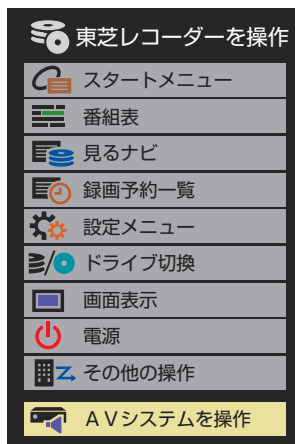 東芝レコーダーを操作
スタートメニュー
番組表
見るナビ
録画予約一覧
設定メニュー
ドライブ切換
画面表示
電源
その他の操作
AVシステムを操作